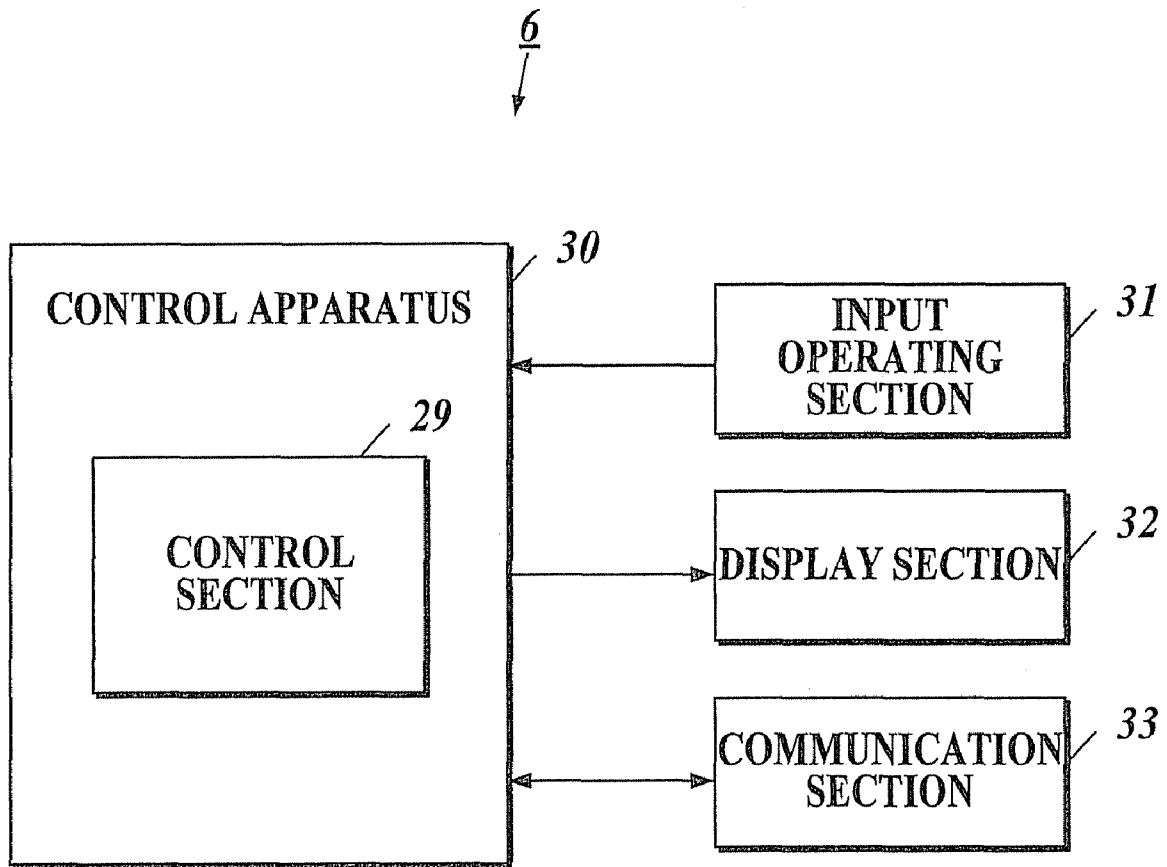 6
30
CONTROL APPARATUS
31
INPUT
OPERATING
SECTION
29
CONTROL
SECTION
32
DISPLAY SECTION
33
COMMUNICATION
SECTION